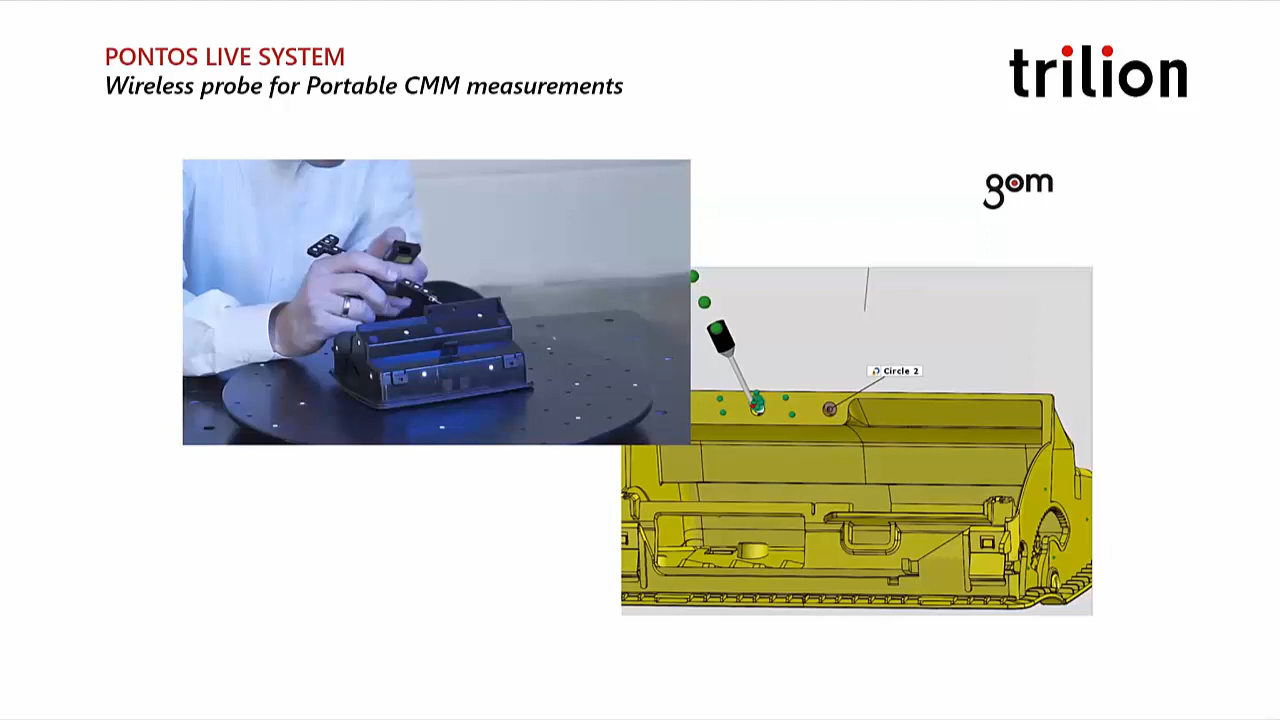 PONTOS LIVE SYSTEM
Wireless probe for Portable CMM measurements
trilion
gom
Circle 2